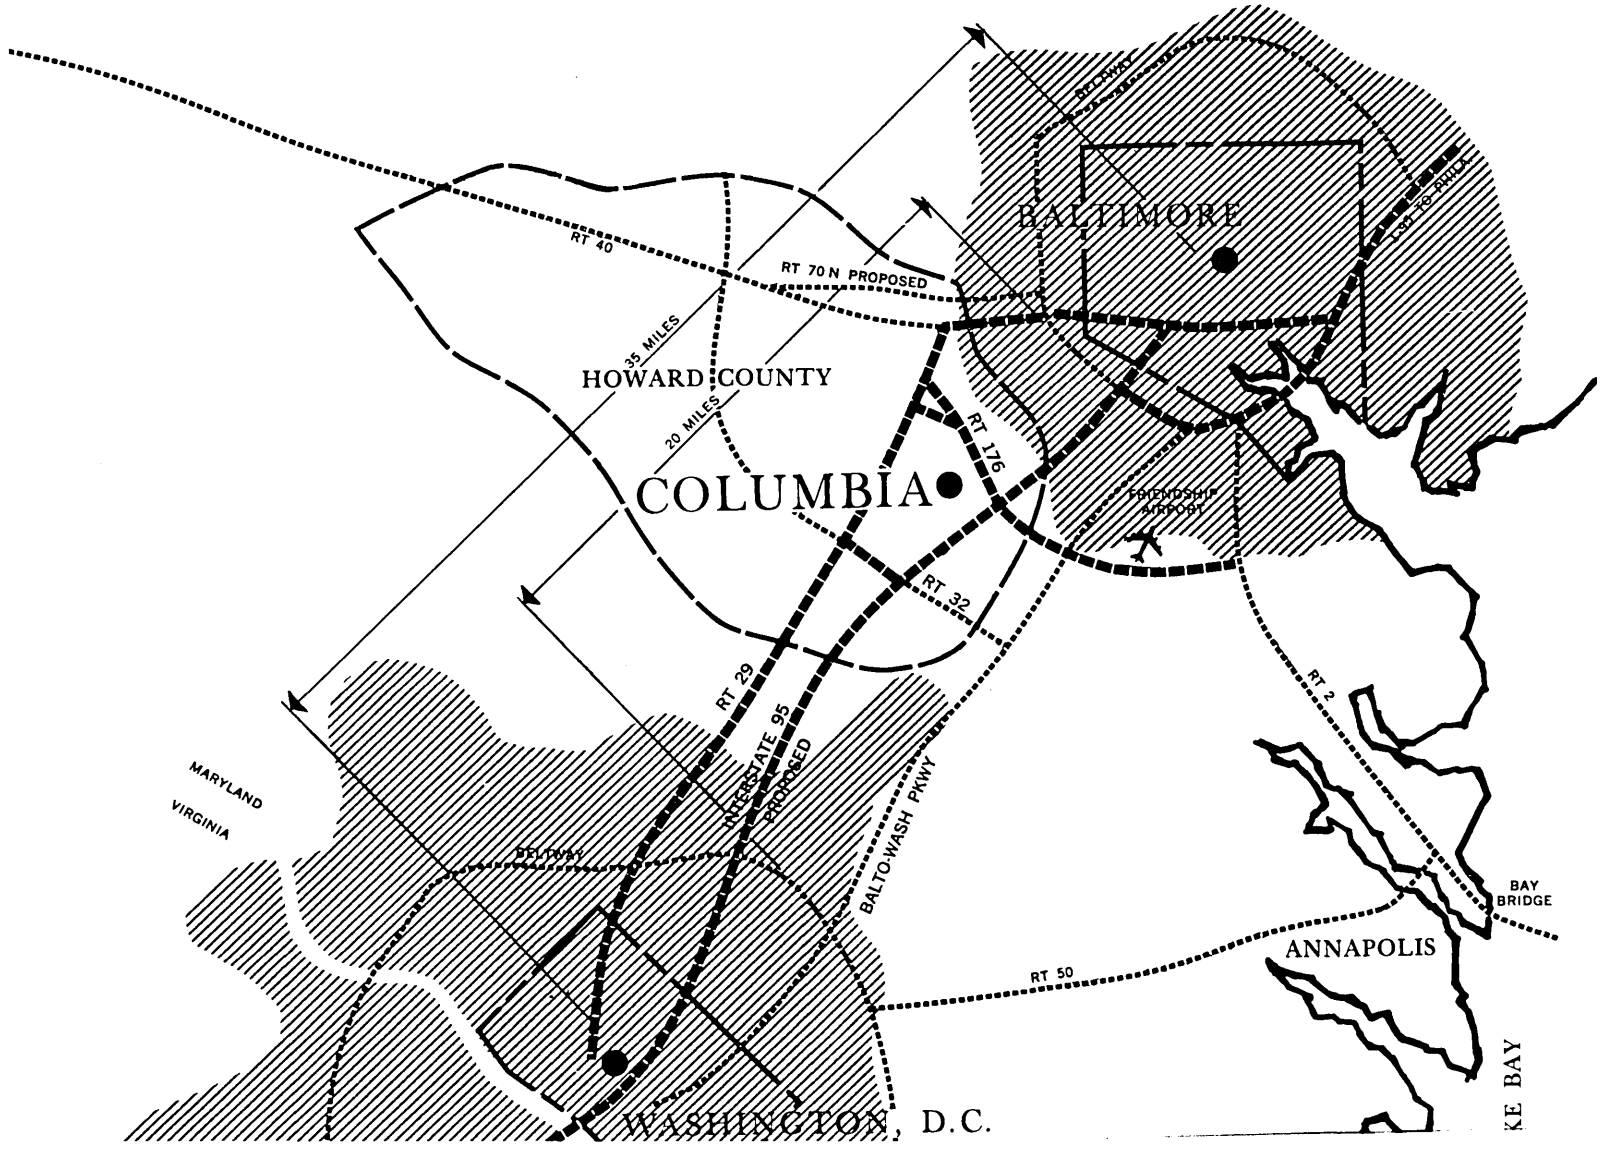 BELTWAY
BALTIMORE
I-95 TO PHILA.
RT 40
RT 70 N PROPOSED
35 MILES
HOWARD COUNTY
20 MILES
RT 176
COLUMBIA
FRIENDSHIP
AIRPORT
RT 32
RT 29
RT 2
INTERSTATE 95
PROPOSED
MARYLAND
VIRGINIA
BALTO-WASH PKWY
BELTWAY
BAY
BRIDGE
ANNAPOLIS
RT 50
KE BAY
WASHINGTON, D.C.